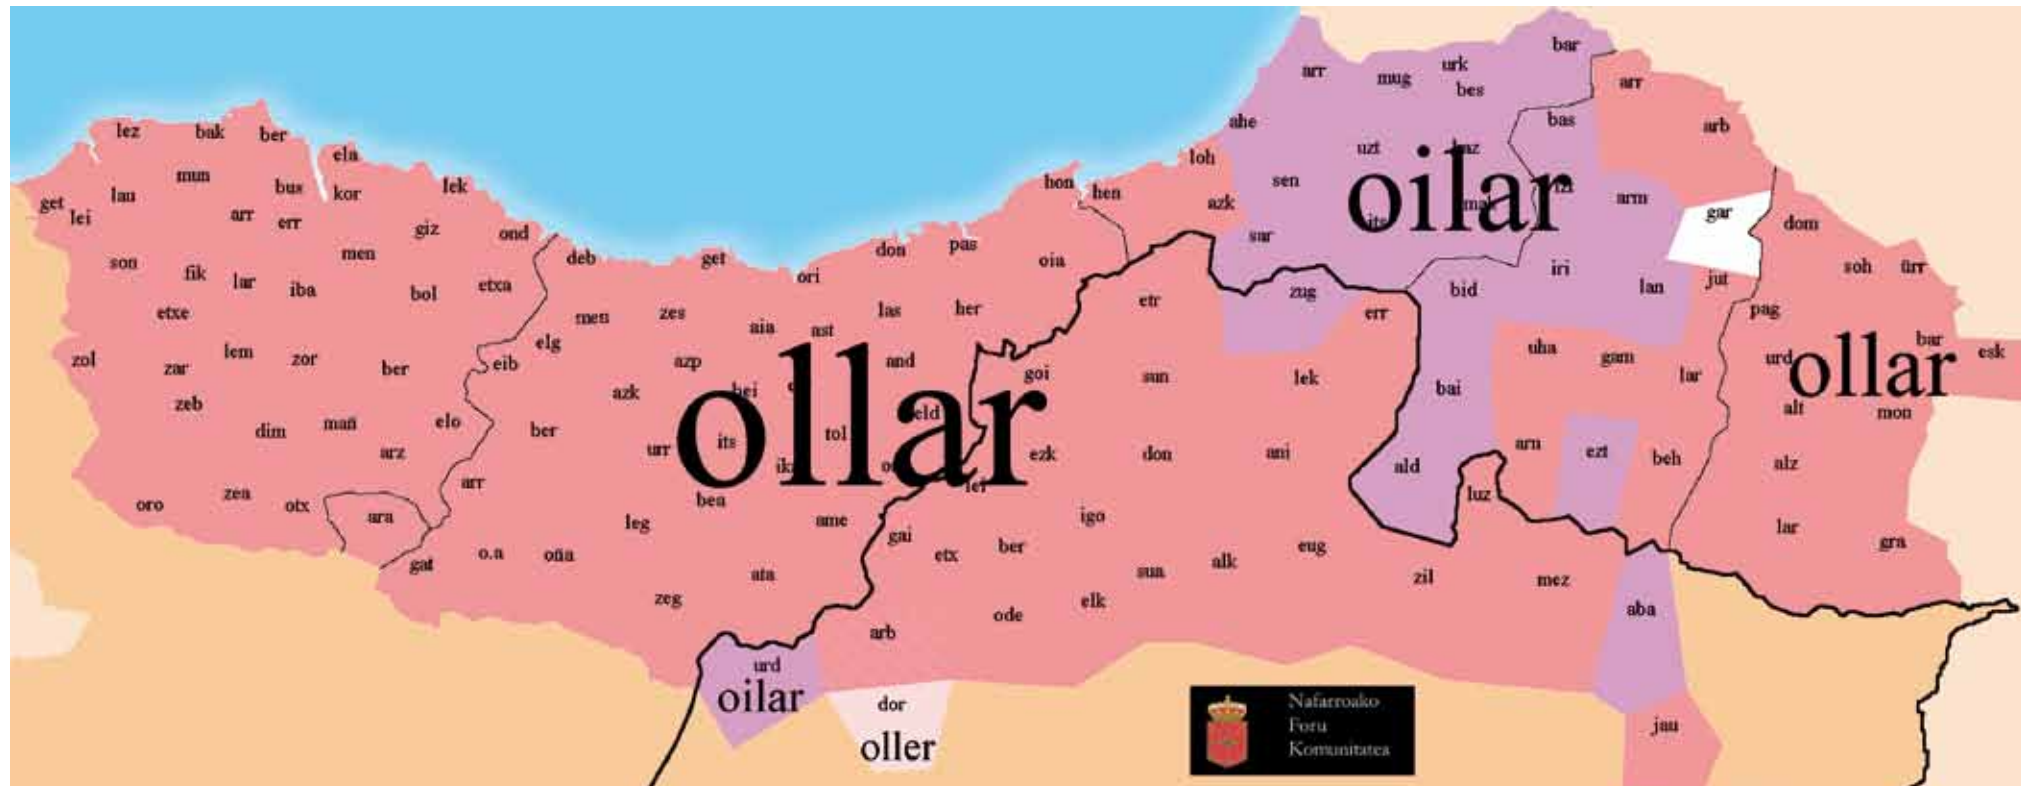 bar
urk
arr
mug
arr
bes
bas
ahe
arb
lez
bak
ber
ela
uzt
oilar
loh
mun
sen
bus
kor
lek
hon
hen
lau
arm
get
lei
azk
gar
arr
err
giz
ond
sar
dom
men
don
pas
son
fik
deb
get
oia
iri
soh
ürr
lar
iba
ori
etxa
bol
zug
bid
lan
jut
etxe
etr
las
her
pag
men
zes
aia
ast
err
elg
bar
zol
lem
zar
zor
ber
eib
azp
and
uha
gam
esk
goi
sun
lek
lar
urd
ollar
azk
bai
zeb
ollar
eld
alt
mon
dim
mañ
elo
ber
its
tol
arz
urr
ezk
don
ani
ald
arn
ezt
beh
alz
arr
luz
oro
zea
otx
bea
ara
leg
ame
igo
lar
gai
gra
gat
o.a
oña
etx
ber
eug
ata
sua
alk
zil
mez
zeg
elk
ode
aba
arb
urd
oilar
dor
oller
jau
Nafarroako
Foru
Komunitatea